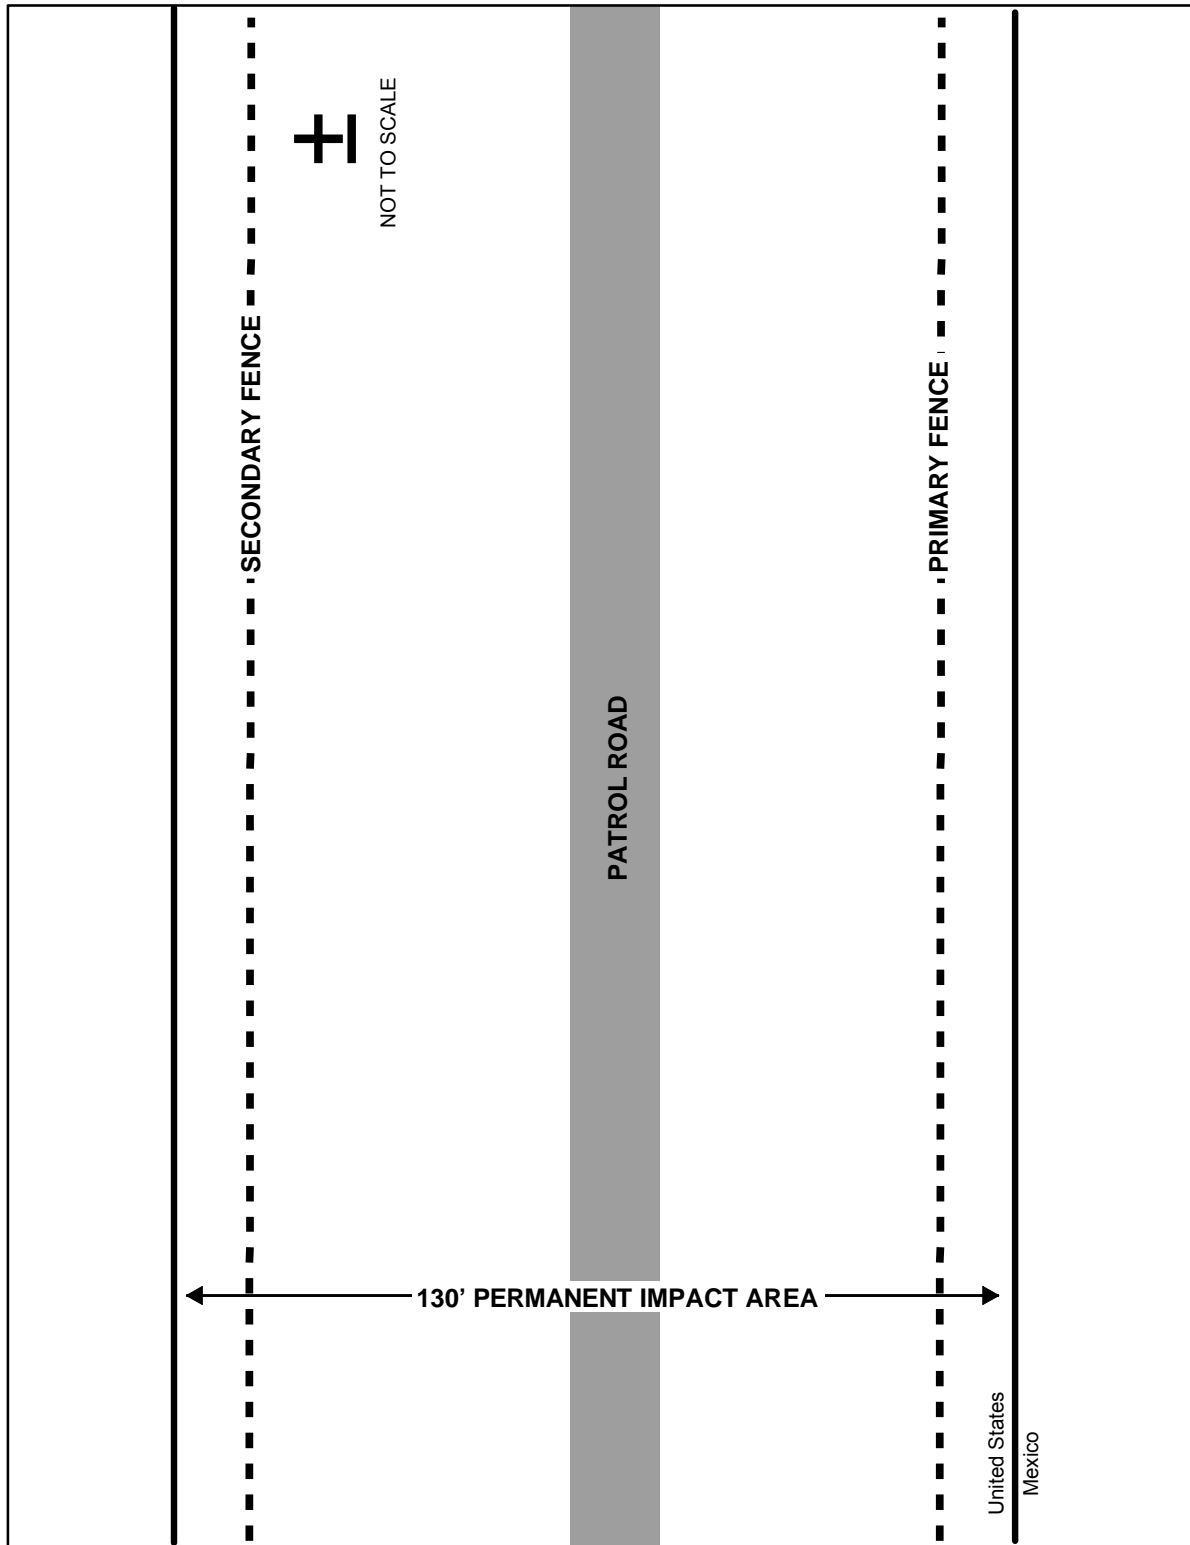 SECONDARY FENCE
NOT TO SCALE
PATROL ROAD
PRIMARY FENCE
130’ PERMANENT IMPACT AREA
United States
Mexico